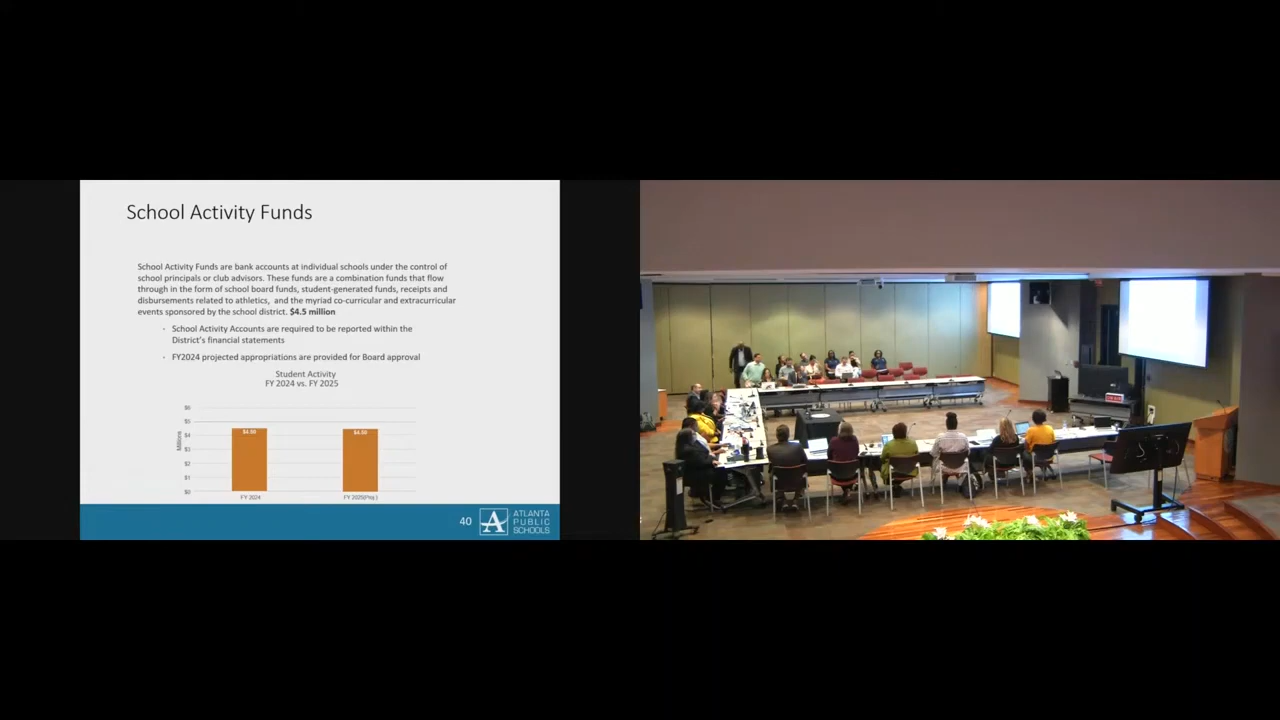 School Activity Funds
School Activity Funds are bank accounts at individual schools under the control of
school principals or club advisors. These funds are a combination funds that flow
through in the form of school board funds, student-generated funds, receipts and
disbursements related to athletics, and the myriad co-curricular and extracurricular
events sponsored by the school district. $4.5 million
· School Activity Accounts are required to be reported within the
District's financial statements
· FY2024 projected appropriations are provided for Board approval
Student Activity
FY 2024 vs. FY 2025
Millions
$6
$5
$4
$3
$2
$1
$0
$4.50
$4.50
FY 2024
FY 2025(Proj.)
40
ATLANTA
PUBLIC
SCHOOLS